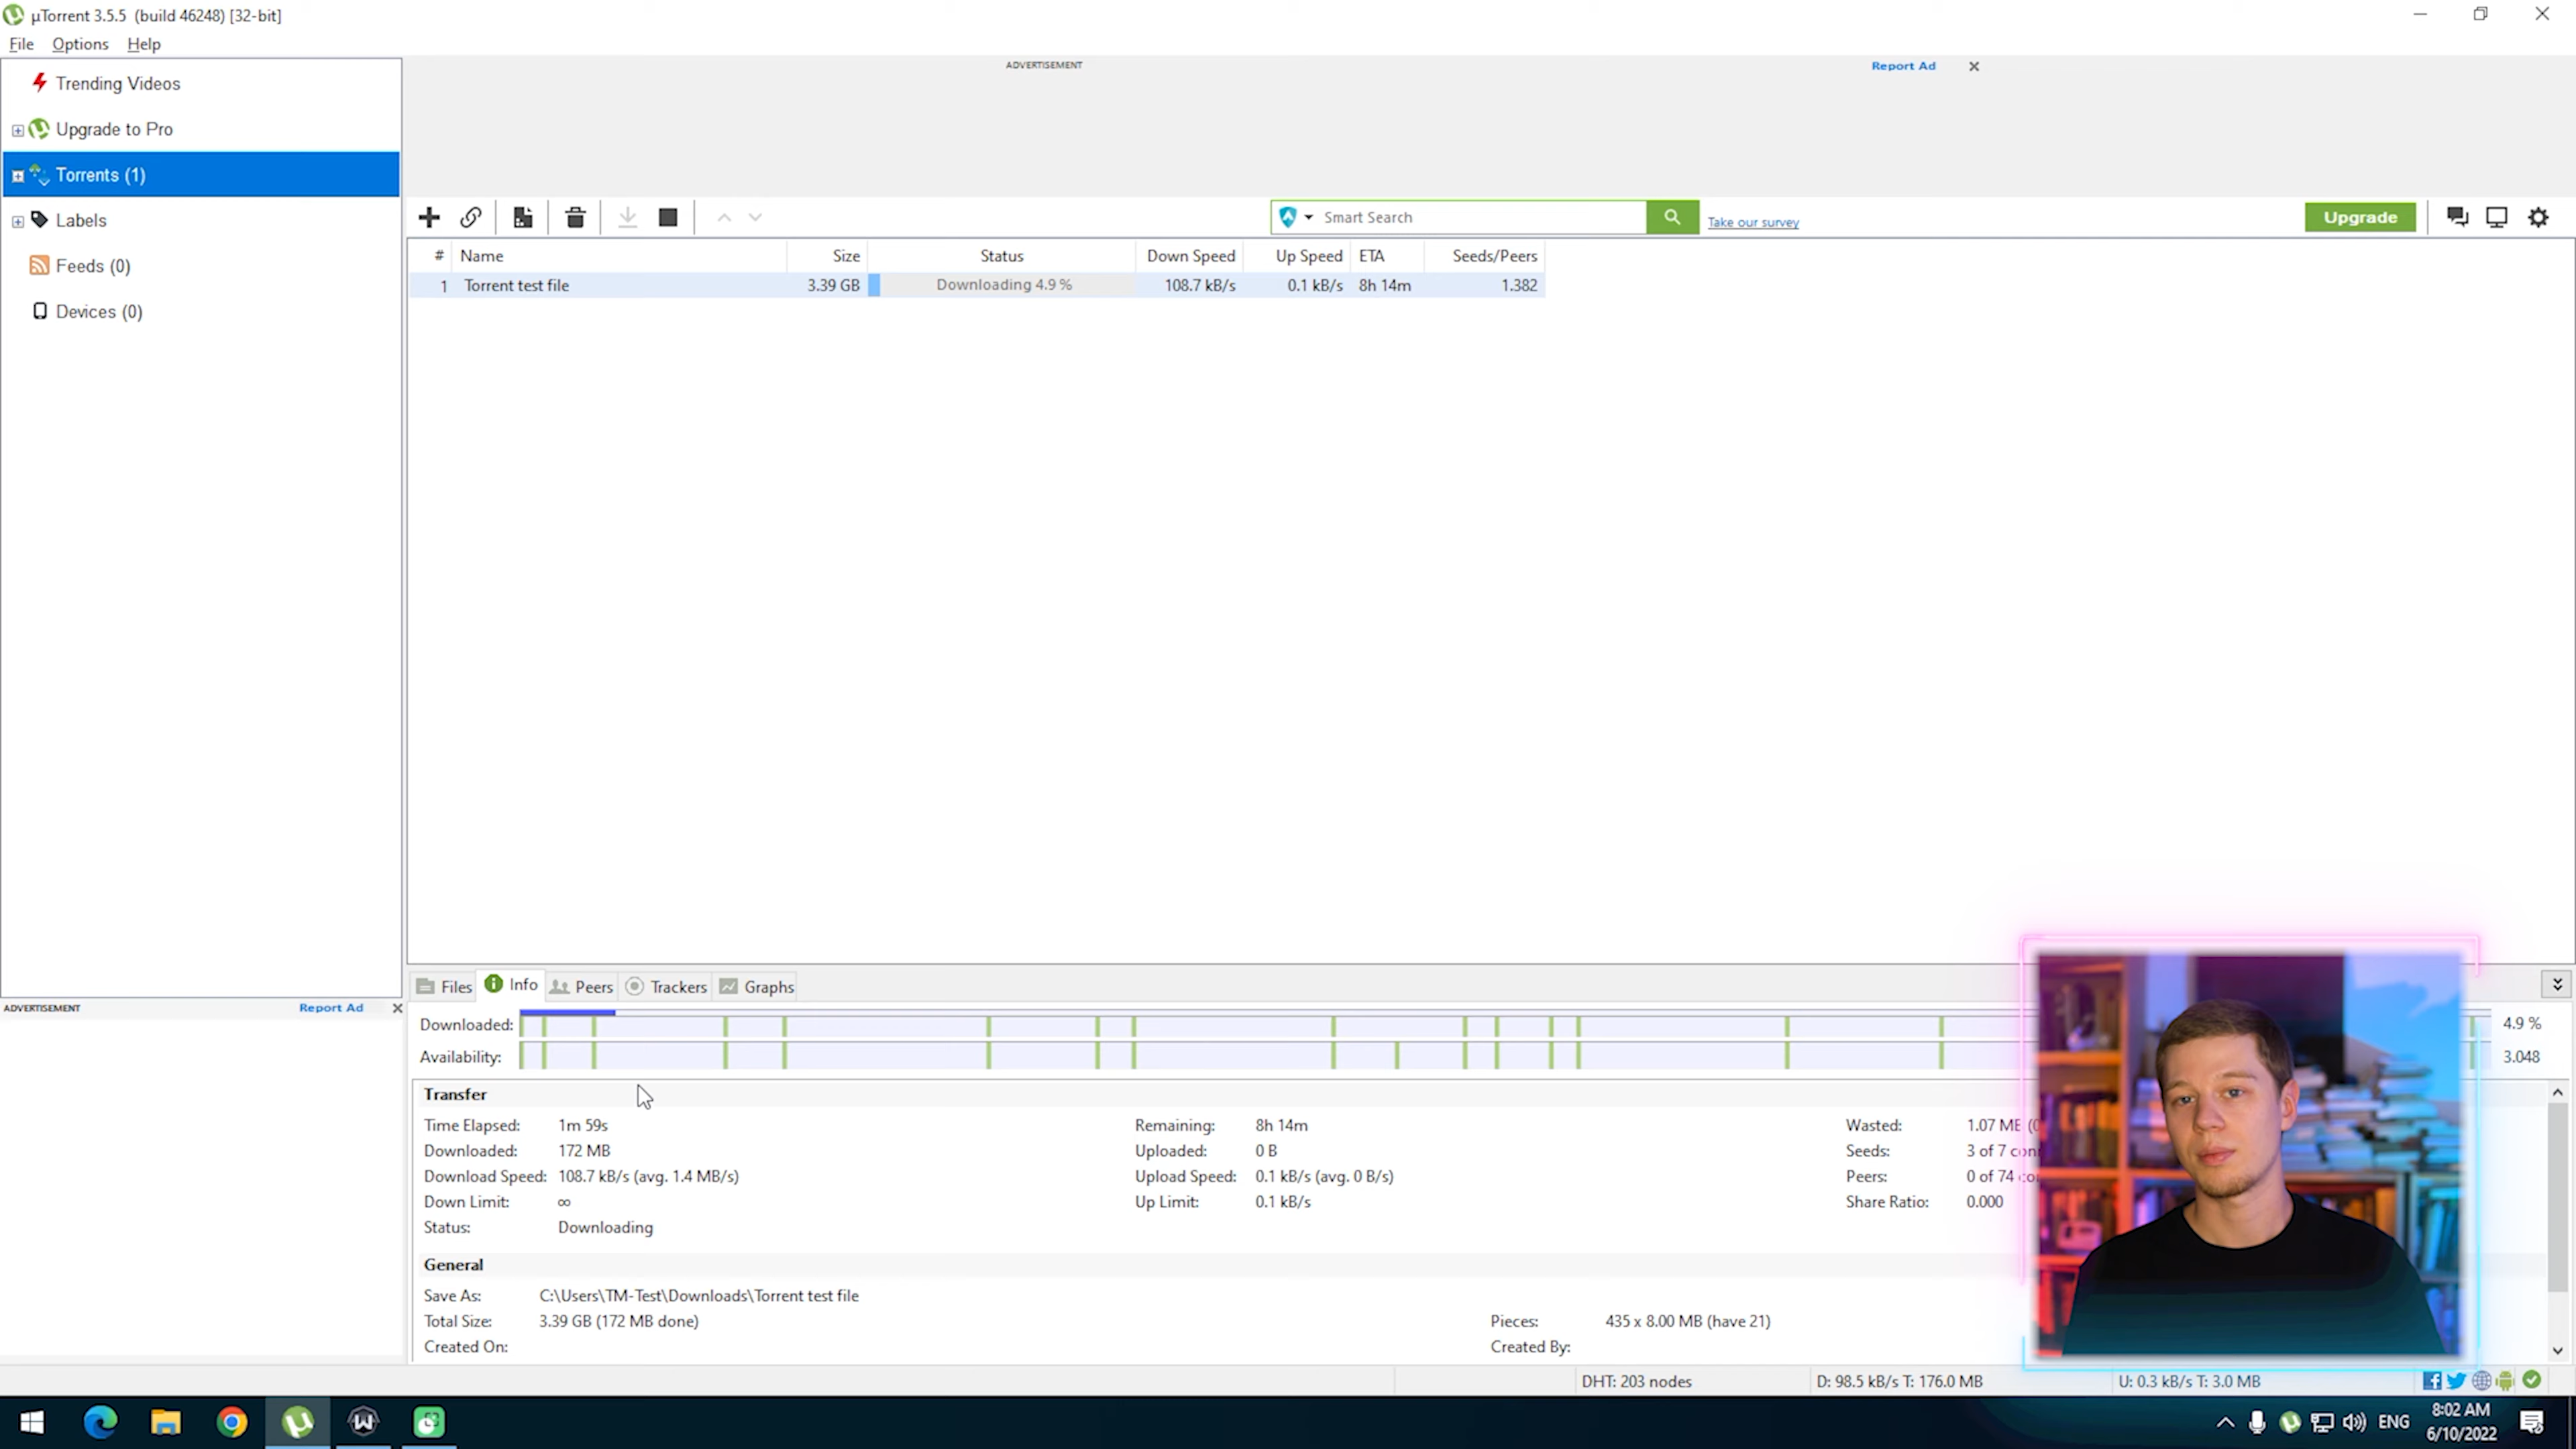 µTorrent 3.5.5 (build 46248) [32-bit]
File Options Help
Trending Videos
Upgrade to Pro
Torrents (1)
Labels
Feeds (0)
Devices (0)
ADVERTISEMENT Report Ad
Smart Search
Take our survey
Upgrade
# Name Size Status Down Speed Up Speed ETA Seeds/Peers
1 Torrent test file 3.39 GB Downloading 4.9 % 108.7 kB/s 0.1 kB/s 8h 14m 1.382
ADVERTISEMENT Report Ad
Files Info Peers Trackers Graphs
Downloaded: 4.9 %
Availability: 3.048
Transfer
Time Elapsed: 1m 59s Remaining: 8h 14m Wasted: 1.07 MB
Downloaded: 172 MB Uploaded: 0 B Seeds: 3 of 7
Download Speed: 108.7 kB/s (avg. 1.4 MB/s) Upload Speed: 0.1 kB/s (avg. 0 B/s) Peers: 0 of 74
Down Limit: ∞ Up Limit: 0.1 kB/s Share Ratio: 0.000
Status: Downloading
General
Save As: C:\Users\TM-Test\Downloads\Torrent test file
Total Size: 3.39 GB (172 MB done) Pieces: 435 x 8.00 MB (have 21)
Created On: Created By:
DHT: 203 nodes D: 98.5 kB/s T: 176.0 MB U: 0.3 kB/s T: 3.0 MB
ENG
8:02 AM
6/10/2022